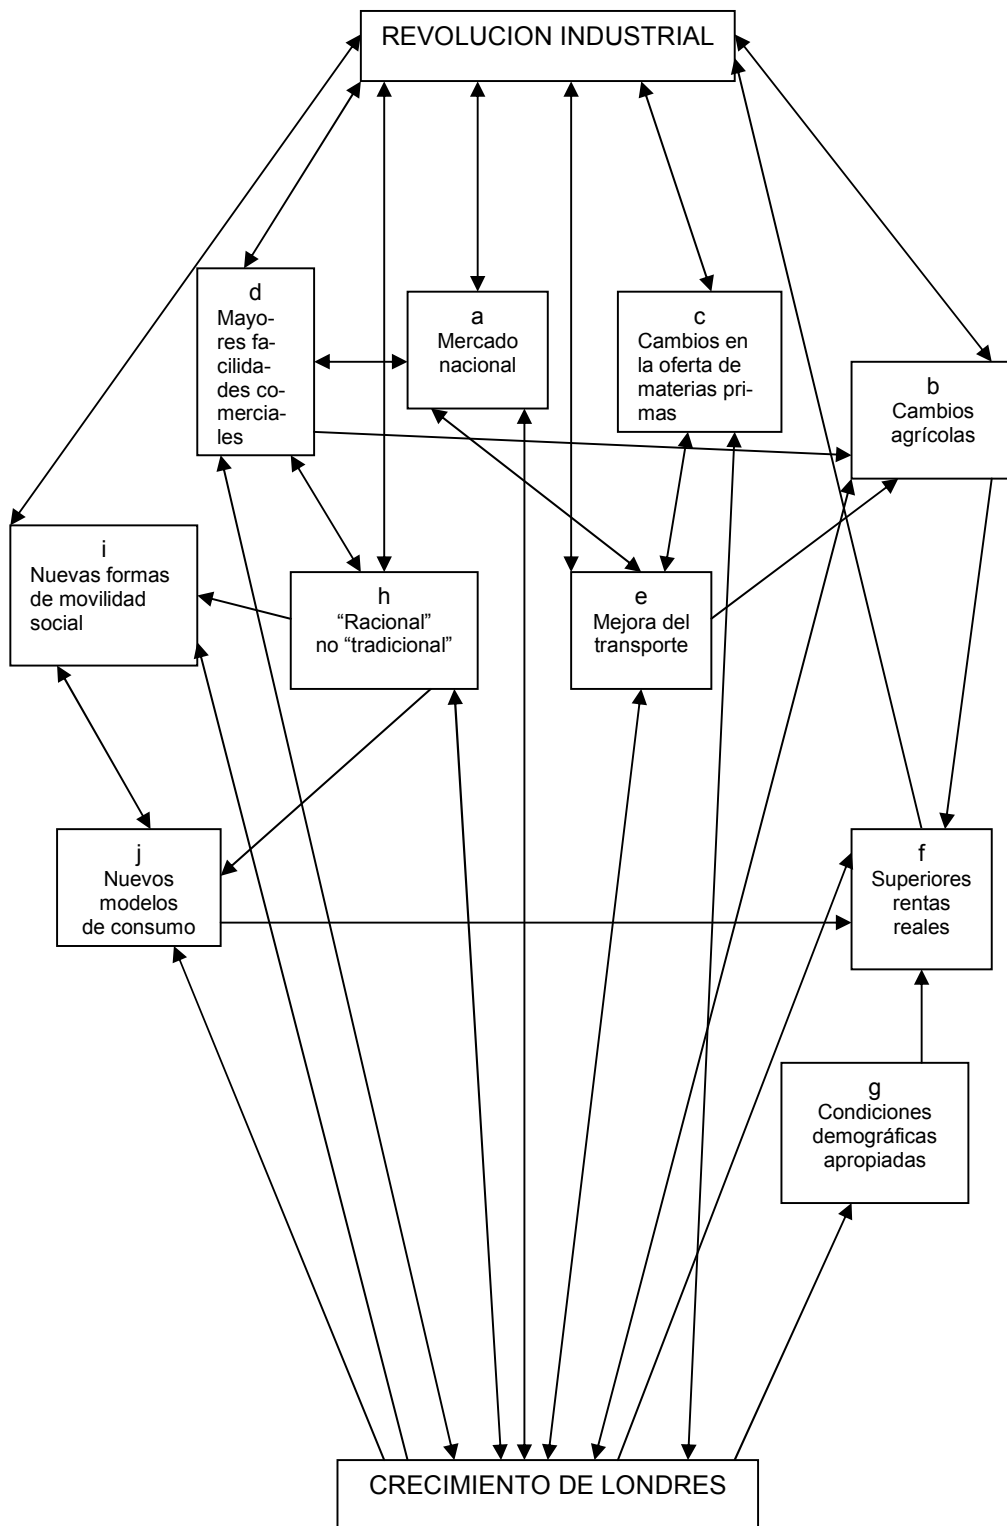 REVOLUCION INDUSTRIAL
d
Mayo-
res fa-
cilida-
des co-
mercia-
les
a
Mercado
nacional
c
Cambios en
la oferta de
materias pri-
mas
b
Cambios
agrícolas
i
Nuevas formas
de movilidad
social
h
“Racional”
no “tradicional”
e
Mejora del
transporte
j
Nuevos
modelos
de consumo
f
Superiores
rentas
reales
g
Condiciones
demográficas
apropiadas
CRECIMIENTO DE LONDRES